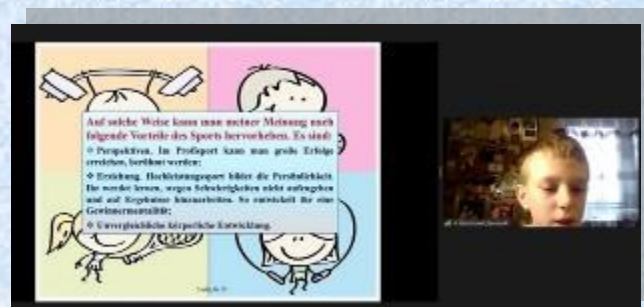 Auf solche Weise kann man meiner Meinung nach
folgende Vorteile des Sports hervorheben. Es sind:
❖ Perspektiven. Im Profisport kann man große Erfolge
erreichen, berühmt werden;
❖ Erziehung. Hochleistungssport bildet die Persönlichkeit.
Ihr werdet lernen, wegen Schwierigkeiten nicht aufzugeben
und auf Ergebnisse hinzuarbeiten. So entwickelt ihr eine
Gewinnermentalität;
❖ Unvergleichliche körperliche Entwicklung.